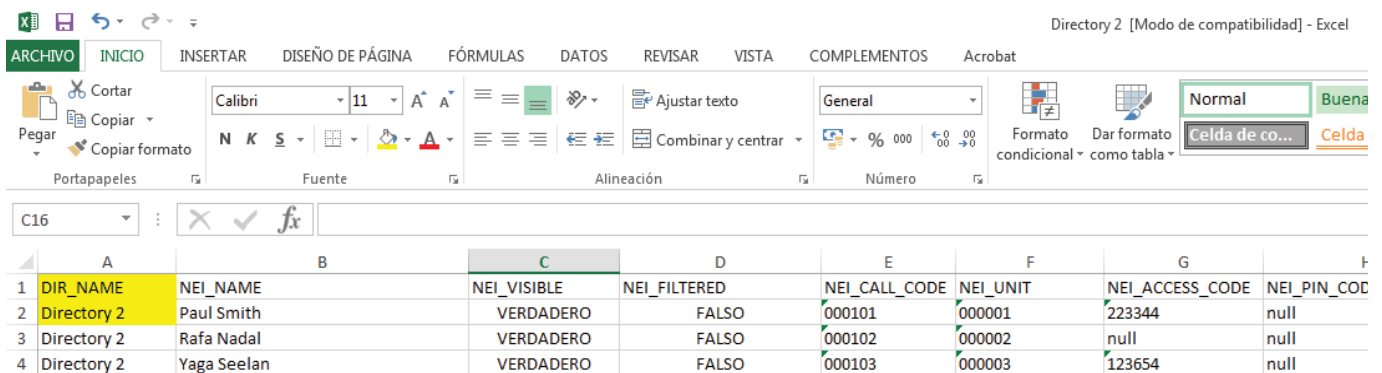 Directory 2 [Modo de compatibilidad] - Excel
ARCHIVO INICIO INSERTAR DISEÑO DE PÁGINA FÓRMULAS DATOS REVISAR VISTA COMPLEMENTOS Acrobat
Cortar
Copiar
Copiar formato
Pegar
Portapapeles
Calibri 11
N K S
Fuente
Ajustar texto
Combinar y centrar
Alineación
General
% 000
Número
Formato condicional
Dar formato como tabla
Normal Buena
Celda de co... Celda
C16 fx
A B C D E F G H
1 DIR_NAME NEI_NAME NEI_VISIBLE NEI_FILTERED NEI_CALL_CODE NEI_UNIT NEI_ACCESS_CODE NEI_PIN_COD
2 Directory 2 Paul Smith VERDADERO FALSO 000101 000001 223344 null
3 Directory 2 Rafa Nadal VERDADERO FALSO 000102 000002 null null
4 Directory 2 Yaga Seelan VERDADERO FALSO 000103 000003 123654 null